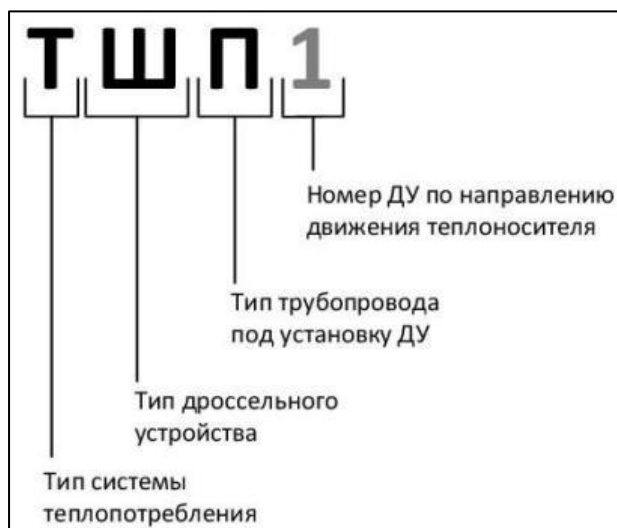 ТШП1
Номер ДУ по направлению
движения теплоносителя
Тип трубопровода
под установку ДУ
Тип дроссельного
устройства
Тип системы
теплопотребления